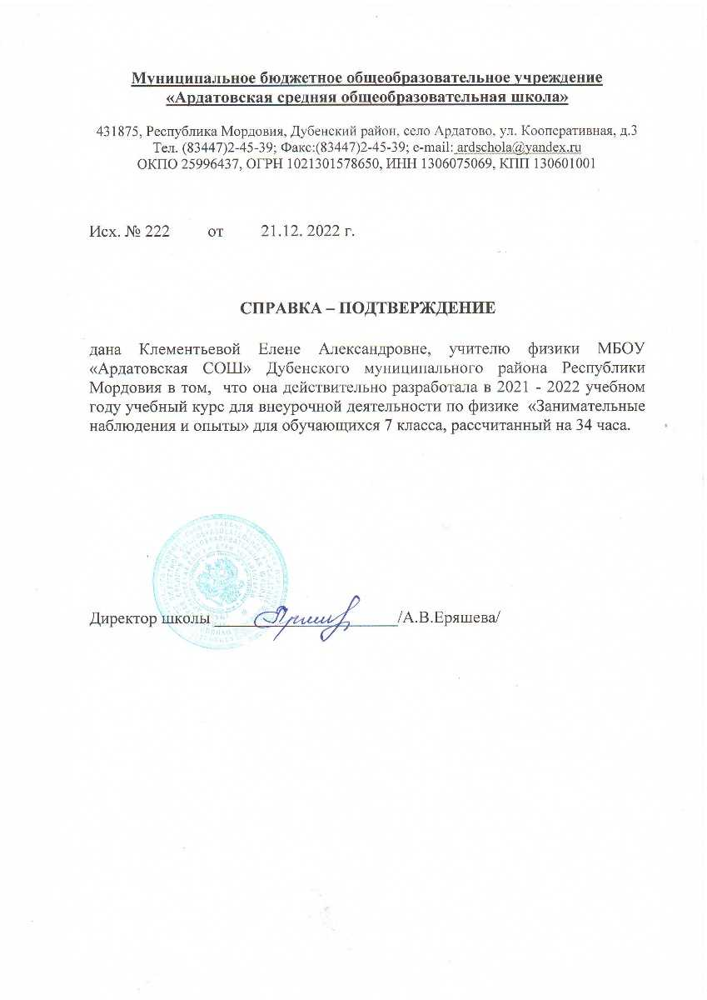 Муниципальное бюджетное общеобразовательное учреждение
«Ардатовская средняя общеобразовательная школа»
431875, Республика Мордовия, Дубенский район, село Ардатово, ул. Кооперативная, д.3
Тел. (83447)2-45-39; Факс:(83447)2-45-39; e-mail: ardschola@yandex.ru
ОКПО 25996437, ОГРН 1021301578650, ИНН 1306075069, КПП 130601001
Исх. № 222 от 21.12. 2022 г.
СПРАВКА – ПОДТВЕРЖДЕНИЕ
дана Клементьевой Елене Александровне, учителю физики МБОУ
«Ардатовская СОШ» Дубенского муниципального района Республики
Мордовия в том, что она действительно разработала в 2021 - 2022 учебном
году учебный курс для внеурочной деятельности по физике «Занимательные
наблюдения и опыты» для обучающихся 7 класса, рассчитанный на 34 часа.
Директор школы /А.В.Еряшева/